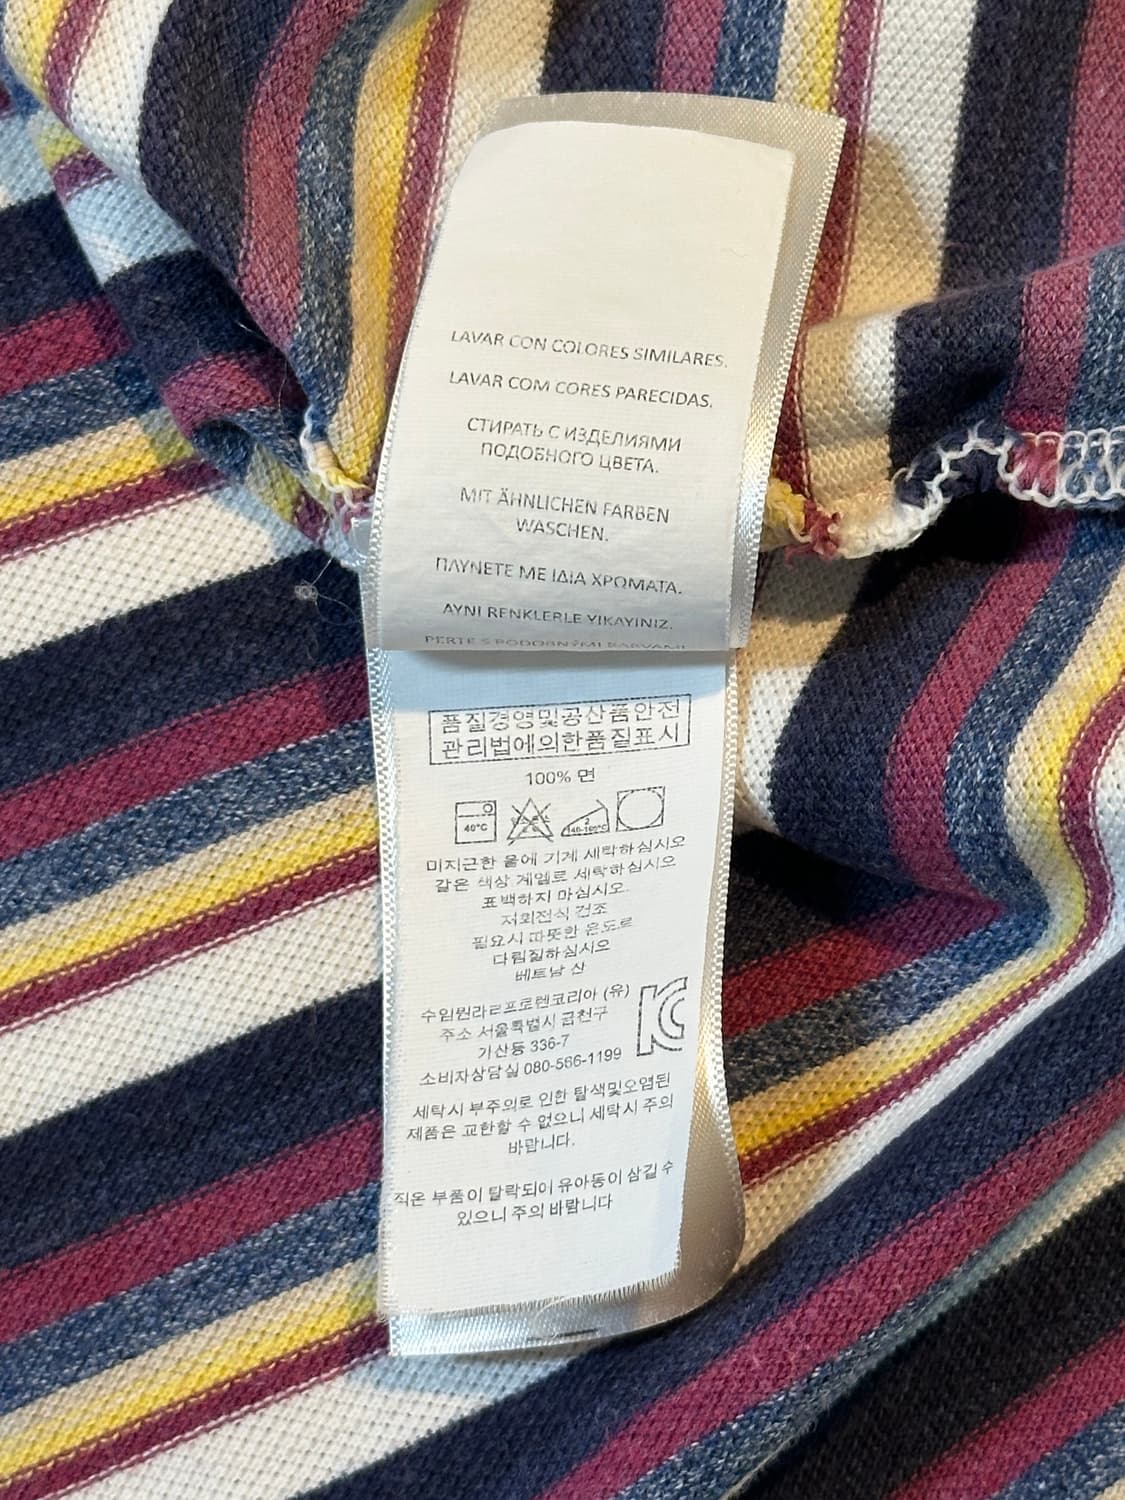 LAVAR CON COLORES SIMILARES.
LAVAR COM CORES PARECIDAS.
СТИРАТЬ С ИЗДЕЛИЯМИ
ПОДОБНОГО ЦВЕТА.
MIT ÄHNLICHEN FARBEN
WASCHEN.
ΠΛΥΝΕΤΕ ΜΕ ΙΔΙΑ ΧΡΩΜΑΤΑ.
AYNI RENKLERLE YIKAYINIZ.
PERTE S PODOBNÝMI BARVAMI
품질경영및공산품안전
관리법에의한품질표시
100% 면
40°C
140-160°C
미지근한 물에 기계 세탁하십시오
같은 색상 계열로 세탁하십시오
표백하지 마십시오.
저회전식 건조
필요시 따뜻한 온도로
다림질하십시오
베트남 산
수입원라르프로렌코리아 (유)
주소 서울특별시 금천구
가산동 336-7
소비자상담실 080-566-1199
세탁시 부주의로 인한 탈색및오염된
제품은 교환할 수 없으니 세탁시 주의
바랍니다.
직은 부품이 탈락되어 유아동이 삼킬 수
있으니 주의 바랍니다